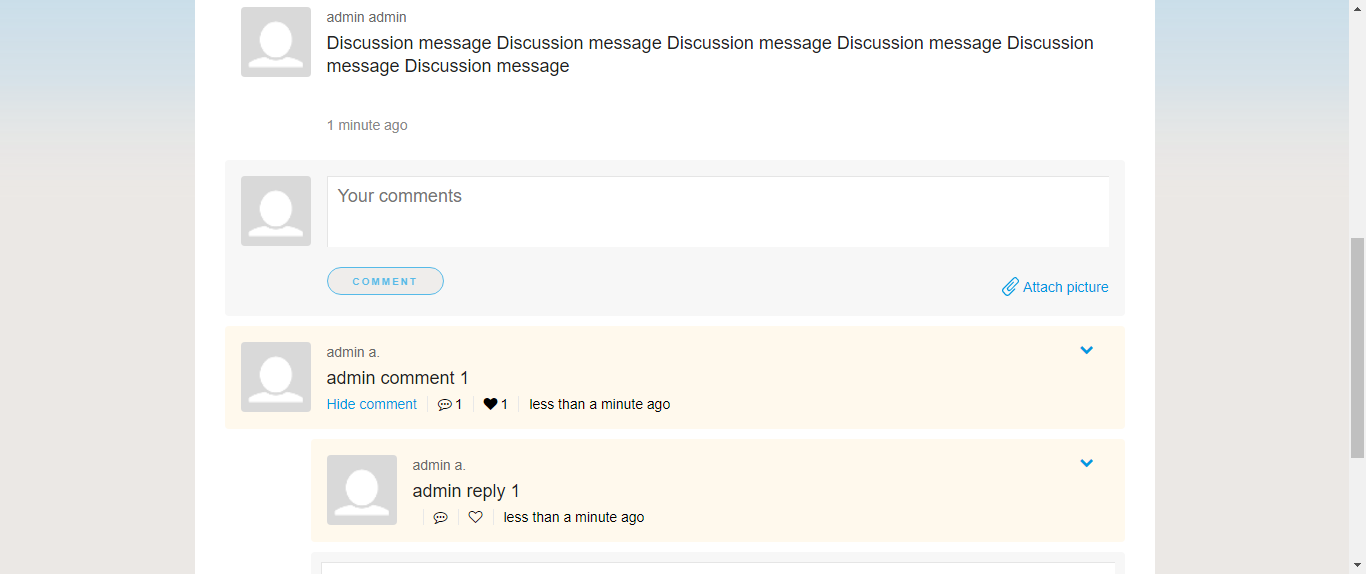 admin admin
Discussion message Discussion message Discussion message Discussion message Discussion
message Discussion message
1 minute ago
Your comments
COMMENT
Attach picture
admin a.
admin comment 1
Hide comment 1 1 less than a minute ago
admin a.
admin reply 1
less than a minute ago